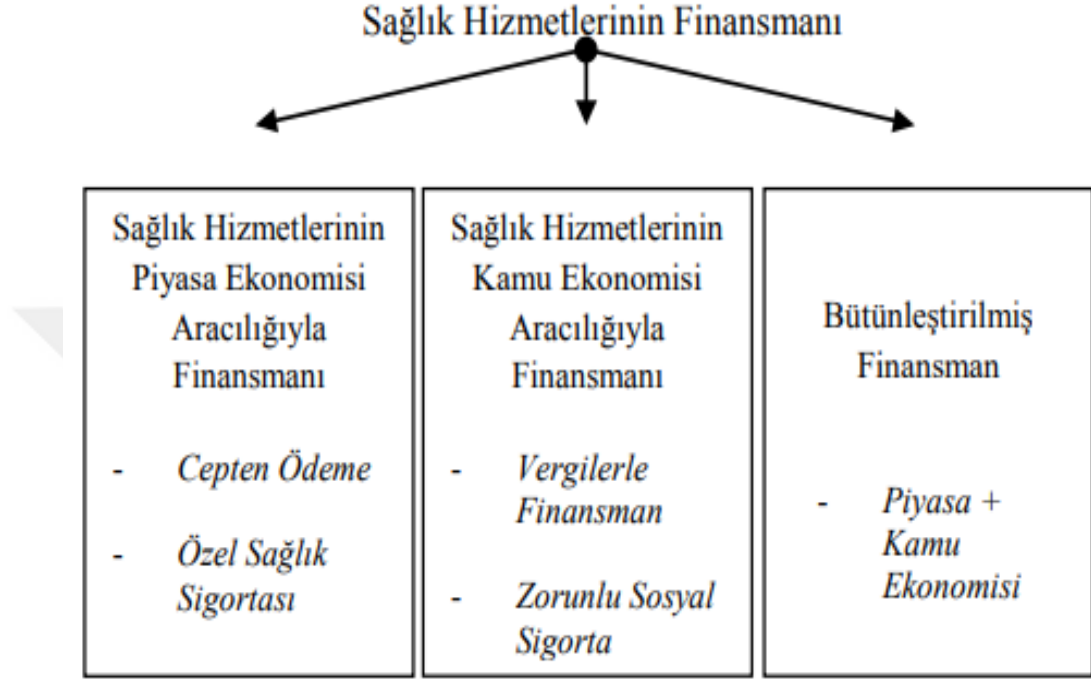 Sağlık Hizmetlerinin Finansmanı
Sağlık Hizmetlerinin
Piyasa Ekonomisi
Aracılığıyla
Finansmanı
- Cepten Ödeme
- Özel Sağlık
Sigortası
Sağlık Hizmetlerinin
Kamu Ekonomisi
Aracılığıyla
Finansmanı
- Vergilerle
Finansman
- Zorunlu Sosyal
Sigorta
Bütünleştirilmiş
Finansman
- Piyasa +
Kamu
Ekonomisi